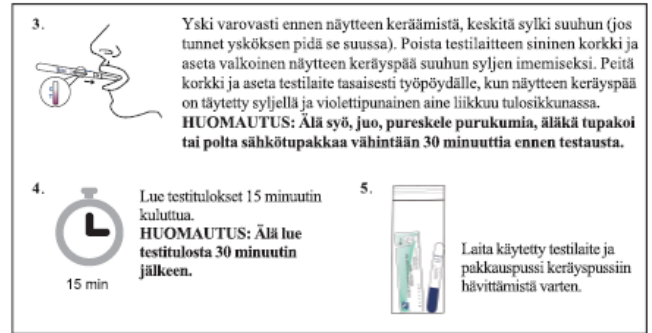 3.
Yski varovasti ennen näytteen keräämistä, keskitä sylki suuhun (jos
tunnet ysköksen pidä se suussa). Poista testilaitteen sininen korkki ja
aseta valkoinen näytteen keräyspää suuhun syljen imemiseksi. Peitä
korkki ja aseta testilaite tasaisesti työpöydälle, kun näytteen keräyspää
on täytetty syljellä ja violettipunainen aine liikkuu tulosikkunassa.
HUOMAUTUS: Älä syö, juo, pureskele purukumia, äläkä tupakoi
tai polta sähkötupakkaa vähintään 30 minuuttia ennen testausta.
4.
Lue testitulokset 15 minuutin
kuluttua.
HUOMAUTUS: Älä lue
testitulosta 30 minuutin
jälkeen.
15 min
5.
Laita käytetty testilaite ja
pakkauspussi keräyspussiin
hävittämistä varten.